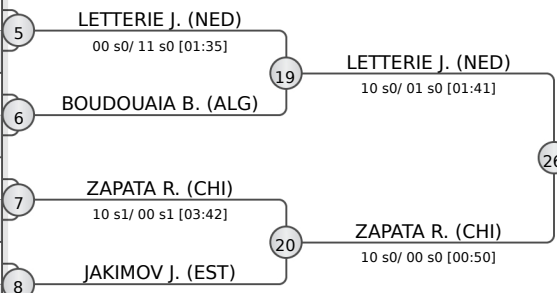 5
LETTERIE J. (NED)
00 s0/ 11 s0 [01:35]
19
LETTERIE J. (NED)
10 s0/ 01 s0 [01:41]
6
BOUDOUAIA B. (ALG)
26
7
ZAPATA R. (CHI)
10 s1/ 00 s1 [03:42]
20
ZAPATA R. (CHI)
10 s0/ 00 s0 [00:50]
8
JAKIMOV J. (EST)